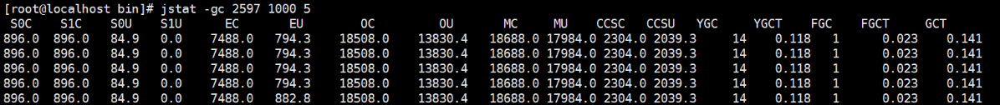 [root@localhost bin]# jstat -gc 2597 1000 5
S0C S1C S0U S1U EC EU OC OU MC MU CCSC CCSU YGC YGCT FGC FGCT GCT
896.0 896.0 84.9 0.0 7488.0 794.3 18508.0 13830.4 18688.0 17984.0 2304.0 2039.3 14 0.118 1 0.023 0.141
896.0 896.0 84.9 0.0 7488.0 794.3 18508.0 13830.4 18688.0 17984.0 2304.0 2039.3 14 0.118 1 0.023 0.141
896.0 896.0 84.9 0.0 7488.0 794.3 18508.0 13830.4 18688.0 17984.0 2304.0 2039.3 14 0.118 1 0.023 0.141
896.0 896.0 84.9 0.0 7488.0 794.3 18508.0 13830.4 18688.0 17984.0 2304.0 2039.3 14 0.118 1 0.023 0.141
896.0 896.0 84.9 0.0 7488.0 882.8 18508.0 13830.4 18688.0 17984.0 2304.0 2039.3 14 0.118 1 0.023 0.141